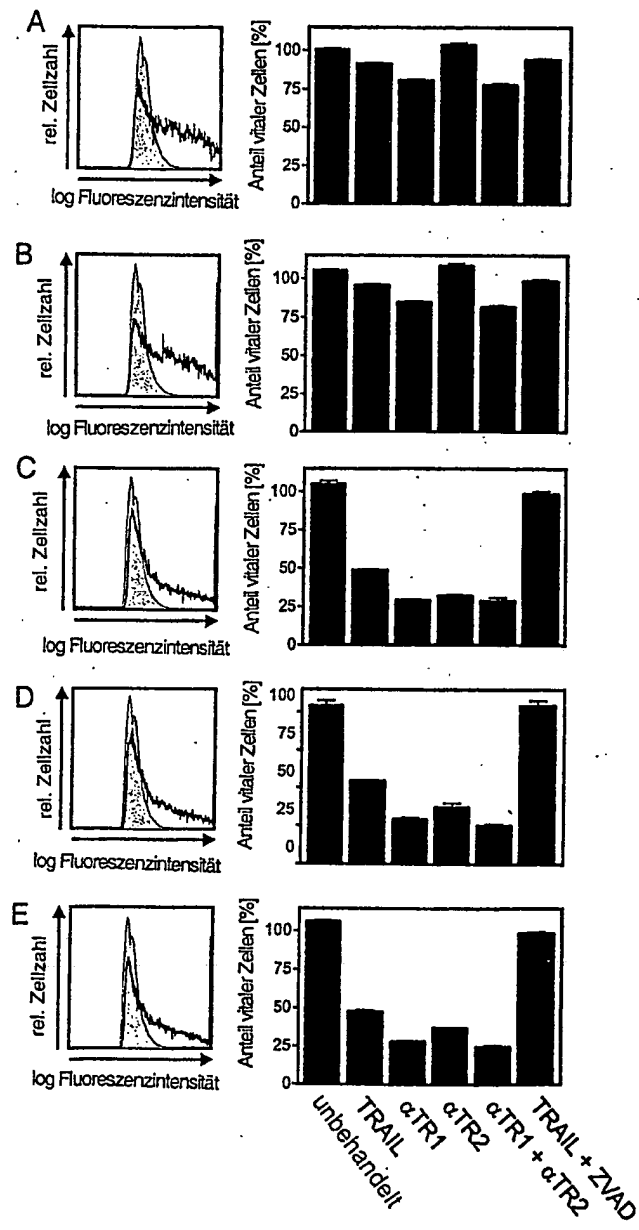 A
rel. Zellzahl
log Fluoreszenzintensität
Anteil vitaler Zellen [%]
100
75
50
25
0
B
rel. Zellzahl
log Fluoreszenzintensität
Anteil vitaler Zellen [%]
100
75
50
25
0
C
rel. Zellzahl
log Fluoreszenzintensität
Anteil vitaler Zellen [%]
100
75
50
25
0
D
rel. Zellzahl
log Fluoreszenzintensität
Anteil vitaler Zellen [%]
100
75
50
25
0
E
rel. Zellzahl
log Fluoreszenzintensität
Anteil vitaler Zellen [%]
100
75
50
25
0
unbehandelt
TRAIL
αTR1
αTR2
αTR1 + αTR2
TRAIL + ZVAD